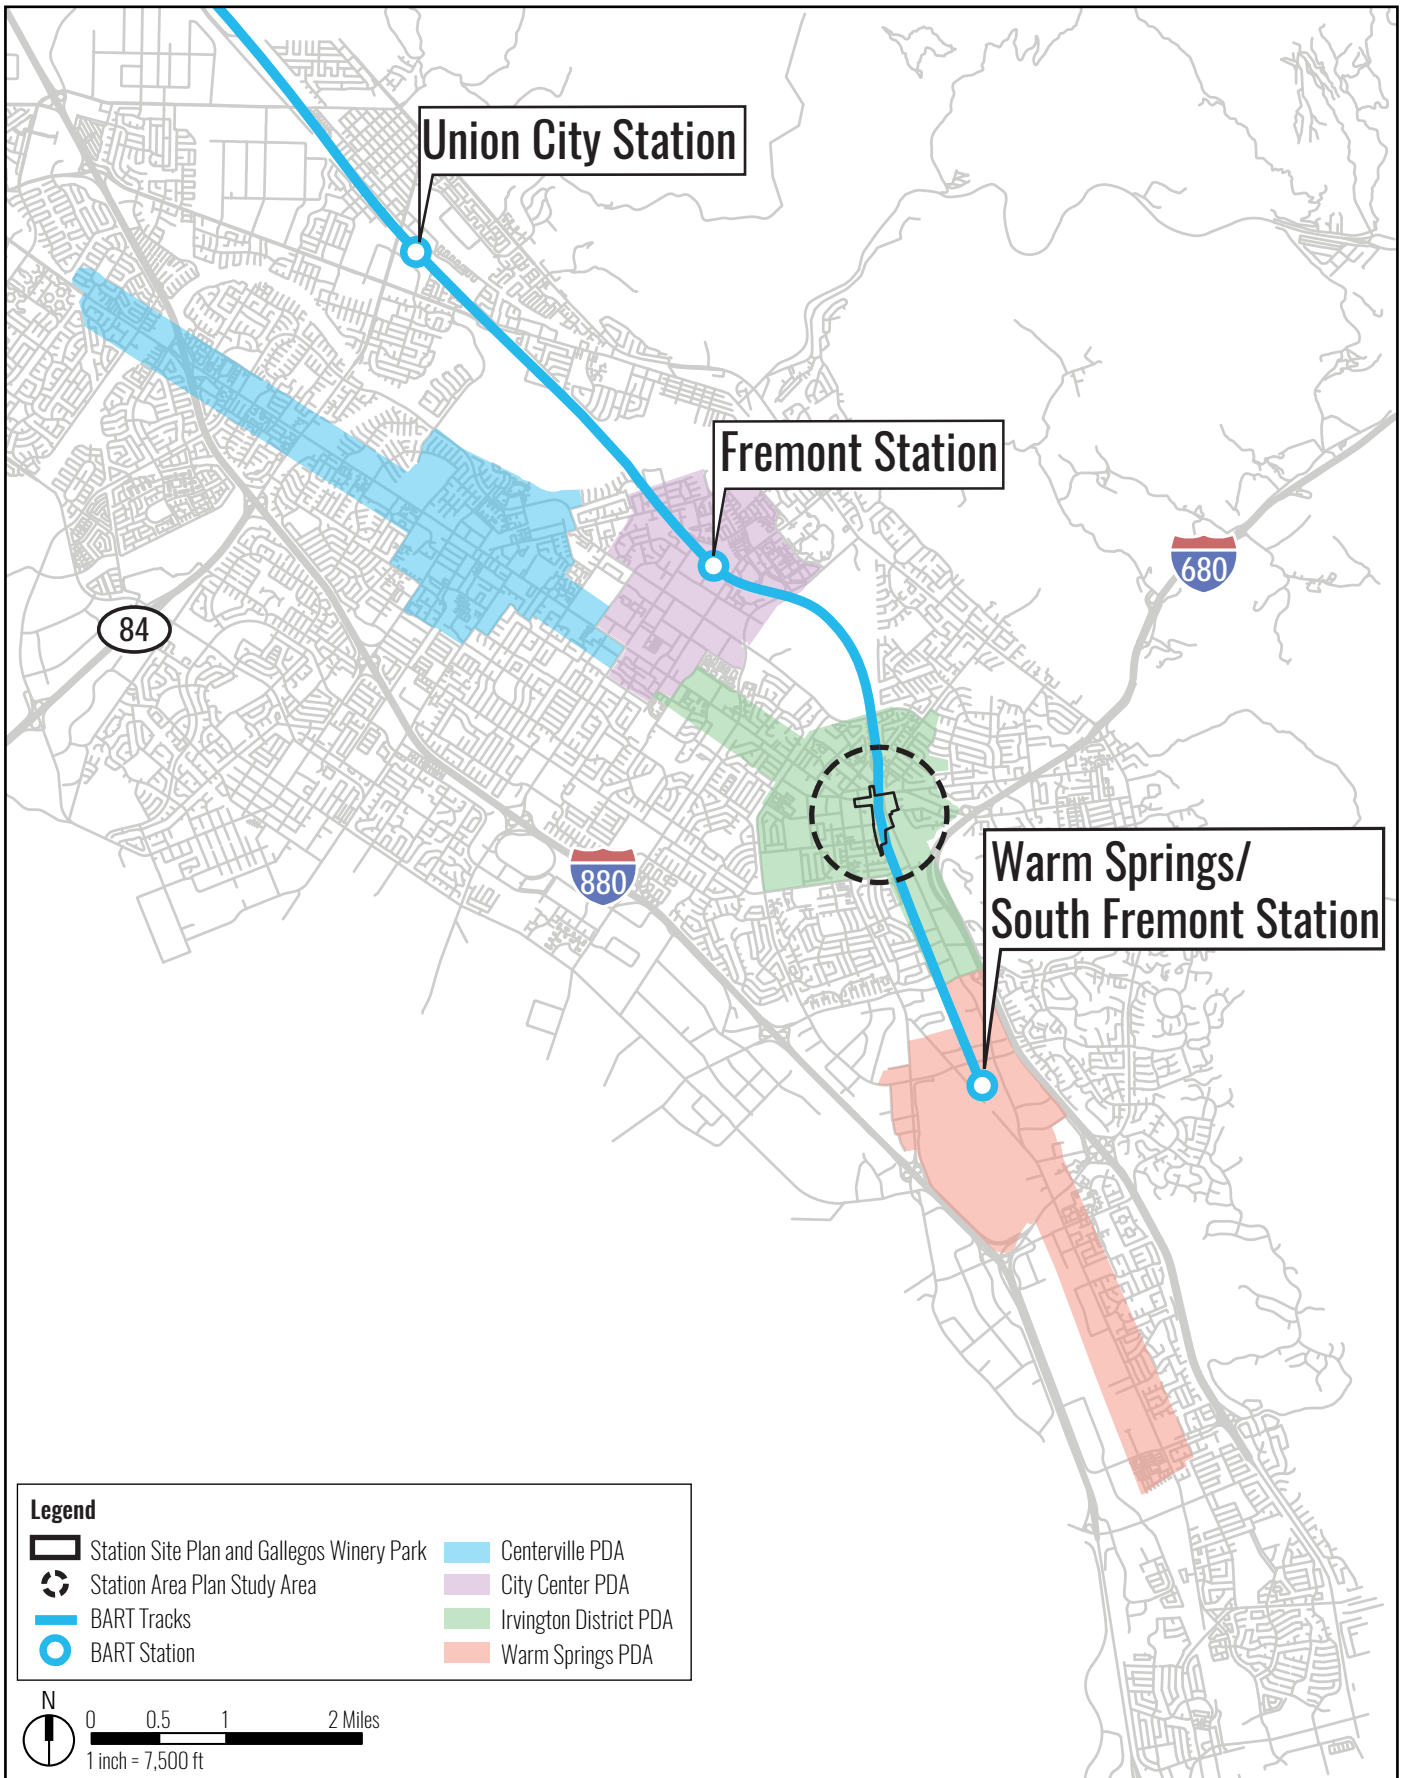 Union City Station
Fremont Station
680
84
880
Warm Springs/
South Fremont Station
Legend
Station Site Plan and Gallegos Winery Park
Station Area Plan Study Area
BART Tracks
BART Station
Centerville PDA
City Center PDA
Irvington District PDA
Warm Springs PDA
N
0 0.5 1 2 Miles
1 inch = 7,500 ft